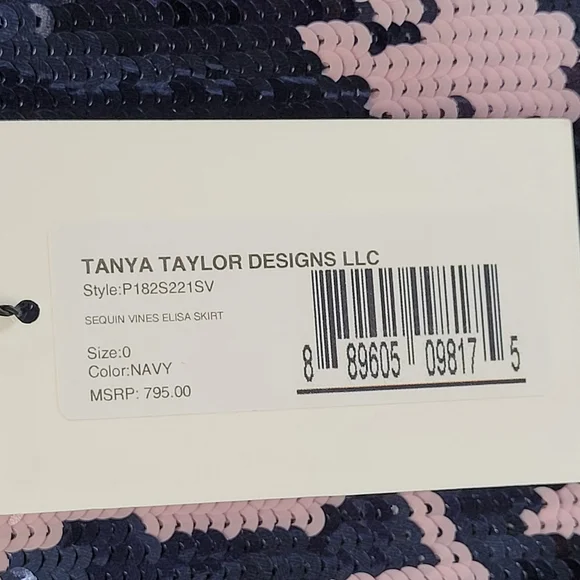 TANYA TAYLOR DESIGNS LLC
Style:P182S221SV
SEQUIN VINES ELISA SKIRT
Size:0
Color:NAVY
MSRP: 795.00
8 89605 09817 5